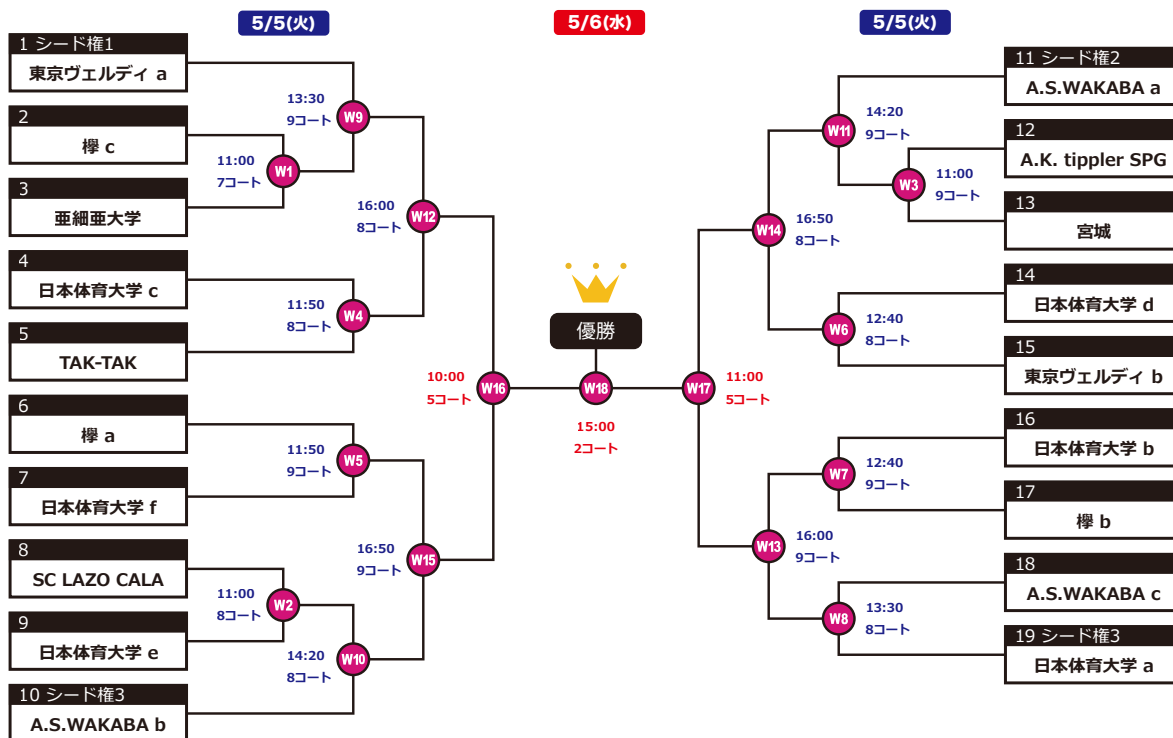 5/5(火)
5/6(水)
5/5(火)
1 シード権1
東京ヴェルディ a
2
欅 c
3
亜細亜大学
4
日本体育大学 c
5
TAK-TAK
6
欅 a
7
日本体育大学 f
8
SC LAZO CALA
9
日本体育大学 e
10 シード権3
A.S.WAKABA b
13:30
9コート
W9
11:00
7コート
W1
16:00
8コート
W12
11:50
8コート
W4
11:50
9コート
W5
16:50
9コート
W15
11:00
8コート
W2
14:20
8コート
W10
10:00
5コート
W16
優勝
W18
15:00
2コート
W17
11:00
5コート
W11
14:20
9コート
W3
11:00
9コート
W14
16:50
8コート
W6
12:40
8コート
W7
12:40
9コート
W13
16:00
9コート
W8
13:30
8コート
11 シード権2
A.S.WAKABA a
12
A.K. tippler SPG
13
宮城
14
日本体育大学 d
15
東京ヴェルディ b
16
日本体育大学 b
17
欅 b
18
A.S.WAKABA c
19 シード権3
日本体育大学 a